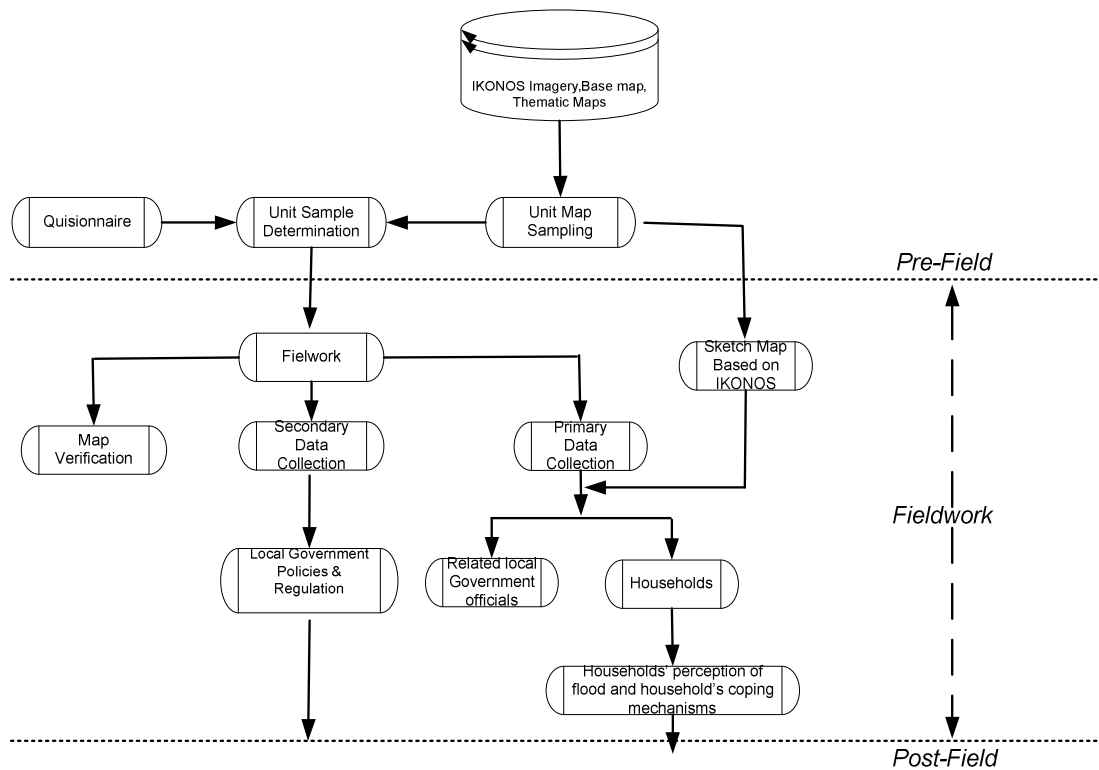 IKONOS Imagery,Base map,
Thematic Maps
Quisionnaire
Unit Sample
Determination
Unit Map
Sampling
Pre-Field
Fielwork
Sketch Map
Based on
IKONOS
Map
Verification
Secondary
Data
Collection
Primary
Data
Collection
Fieldwork
Local Government
Policies &
Regulation
Related local
Government
officials
Households
Households' perception of
flood and household's coping
mechanisms
Post-Field